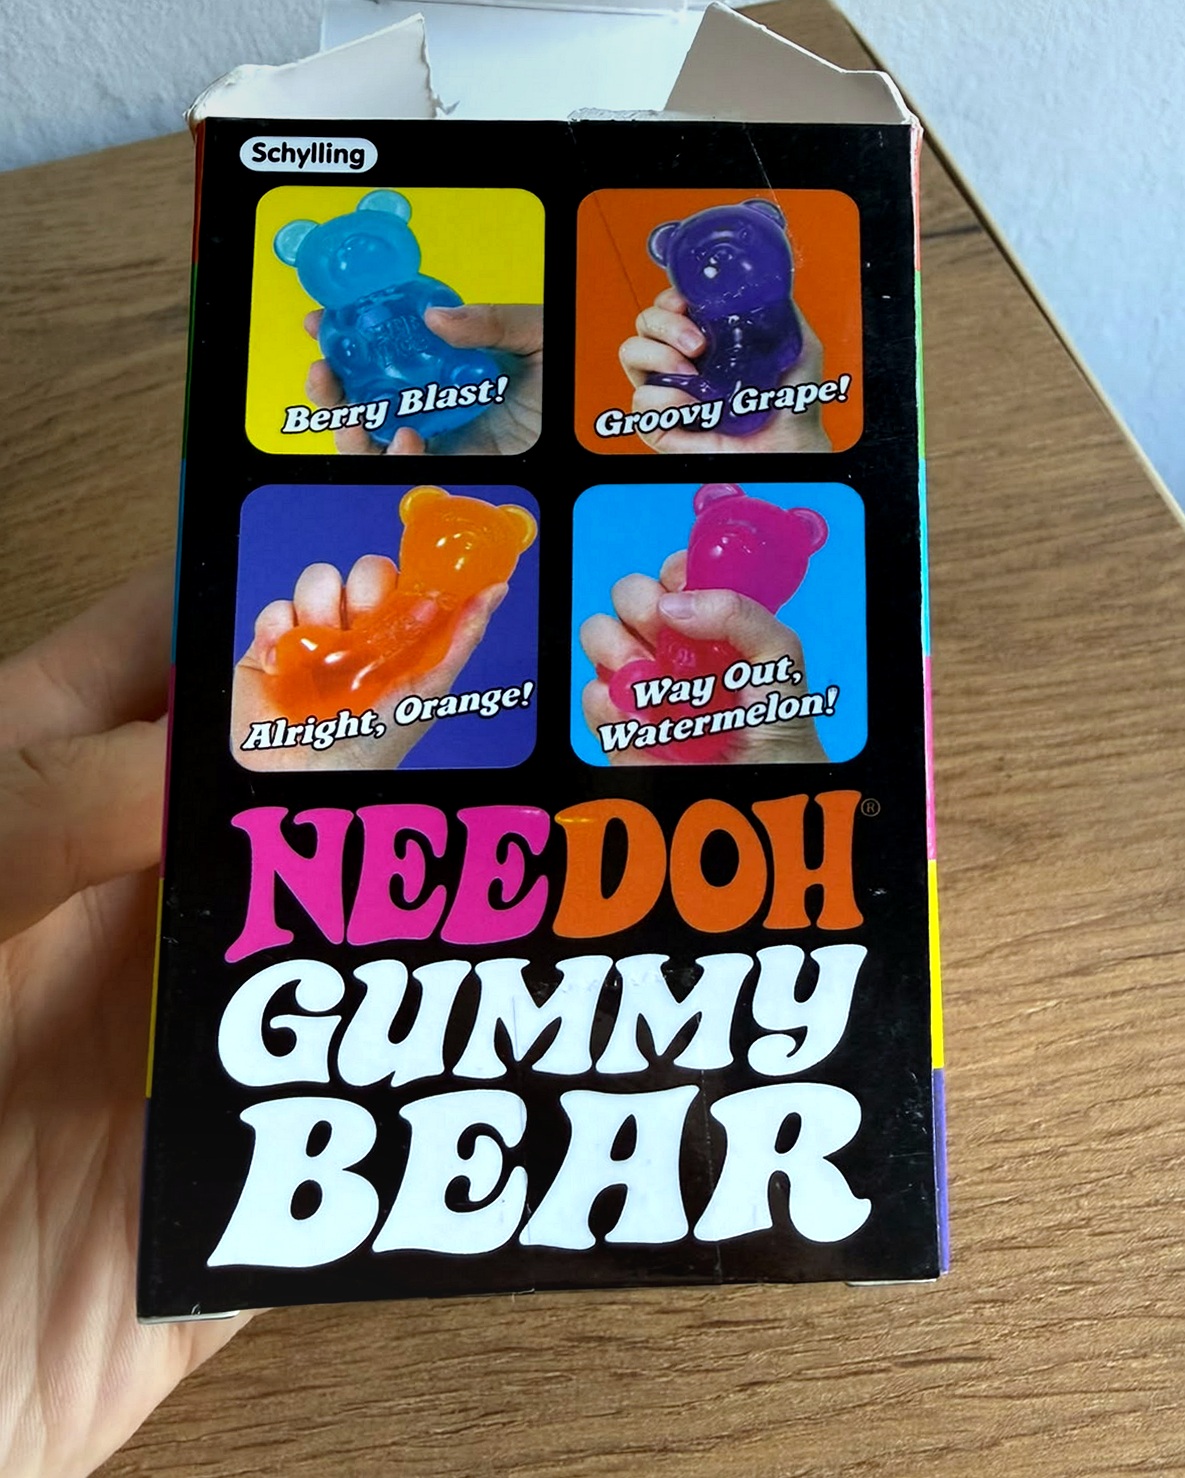 Schylling
Berry Blast!
Groovy Grape!
Alright, Orange!
Way Out,
Watermelon!
NEEDOH®
GUMMY
BEAR